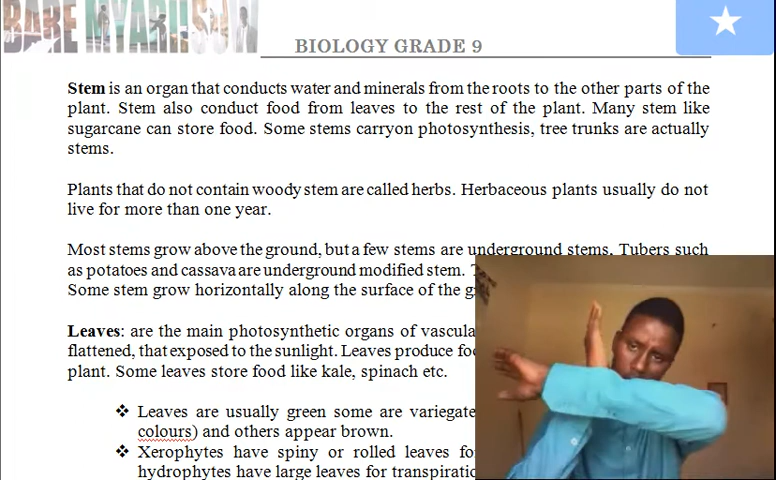 BARE MYARE SON
BIOLOGY GRADE 9
Stem is an organ that conducts water and minerals from the roots to the other parts of the
plant. Stem also conduct food from leaves to the rest of the plant. Many stem like
sugarcane can store food. Some stems carryon photosynthesis, tree trunks are actually
stems.
Plants that do not contain woody stem are called herbs. Herbaceous plants usually do not
live for more than one year.
Most stems grow above the ground, but a few stems are underground stems. Tubers such
as potatoes and cassava are underground modified stem.
Some stem grow horizontally along the surface of the
Leaves: are the main photosynthetic organs of
flattened, that exposed to the sunlight. Leaves produce
plant. Some leaves store food like kale, spinach etc.
❖ Leaves are usually green some are
colours) and others appear brown.
❖ Xerophytes have spiny or rolled leaves
hydrophytes have large leaves for